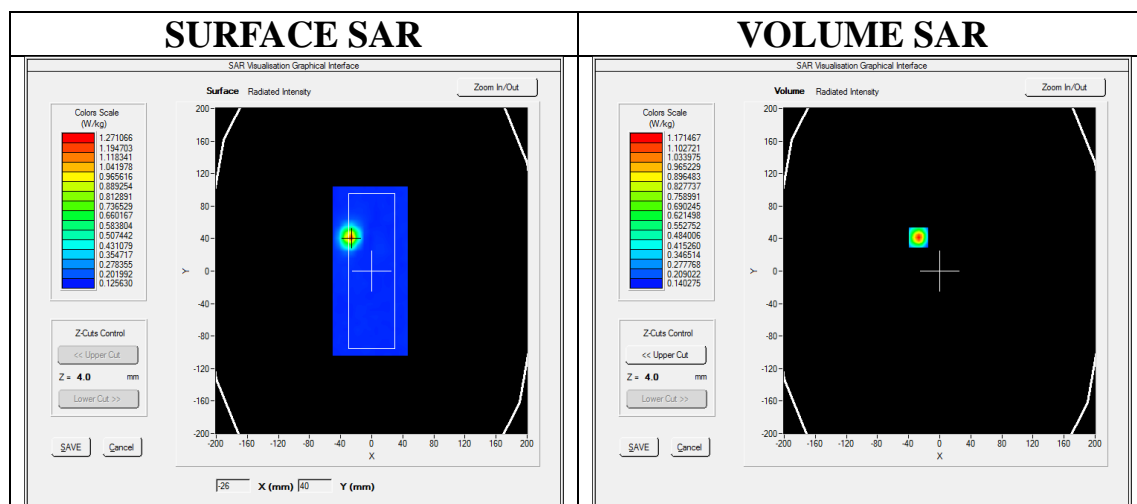 SURFACE SAR
SAR Visualisation Graphical Interface
Surface Radiated Intensity
Zoom In/Out
Colors Scale
(W/kg)
1.271066
1.194703
1.118341
1.041978
0.965616
0.889254
0.812891
0.736529
0.660167
0.583804
0.507442
0.431079
0.354717
0.278355
0.201992
0.125630
Z-Cuts Control
<< Upper Cut
Z = 4.0 mm
Lower Cut >>
SAVE Cancel
200
160
120
80
40
0
-40
-80
-120
-160
-200
Y
-200 -160 -120 -80 -40 0 40 80 120 160 200
X
-26 X (mm) 40 Y (mm)
VOLUME SAR
SAR Visualisation Graphical Interface
Volume Radiated Intensity
Zoom In/Out
Colors Scale
(W/kg)
1.171467
1.102721
1.033975
0.965229
0.896483
0.827737
0.758991
0.690245
0.621498
0.552752
0.484006
0.415260
0.346514
0.277768
0.209022
0.140275
Z-Cuts Control
<< Upper Cut
Z = 4.0 mm
Lower Cut >>
SAVE Cancel
200
160
120
80
40
0
-40
-80
-120
-160
-200
Y
-200 -160 -120 -80 -40 0 40 80 120 160 200
X